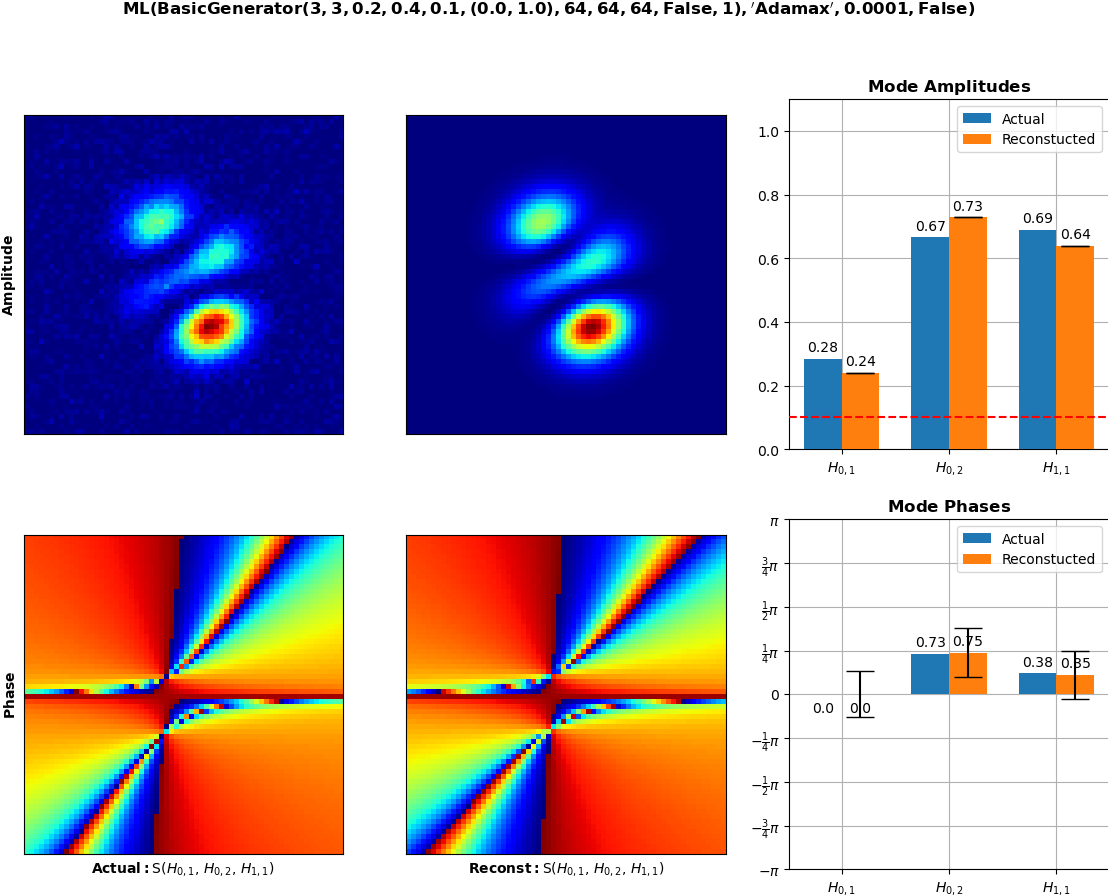 ML(BasicGenerator(3, 3, 0.2, 0.4, 0.1, (0.0, 1.0), 64, 64, 64, False, 1), ′Adamax′, 0.0001, False)
Amplitude
Mode Amplitudes
Actual
Reconstucted
1.0
0.8
0.6
0.4
0.2
0.0
0.28
0.24
0.67
0.73
0.69
0.64
H0,1
H0,2
H1,1
Phase
Actual: S(H0,1, H0,2, H1,1)
Reconst: S(H0,1, H0,2, H1,1)
Mode Phases
Actual
Reconstucted
π
3/4π
1/2π
1/4π
0
−1/4π
−1/2π
−3/4π
−π
0.0
0.0
0.73
0.75
0.38
0.35
H0,1
H0,2
H1,1